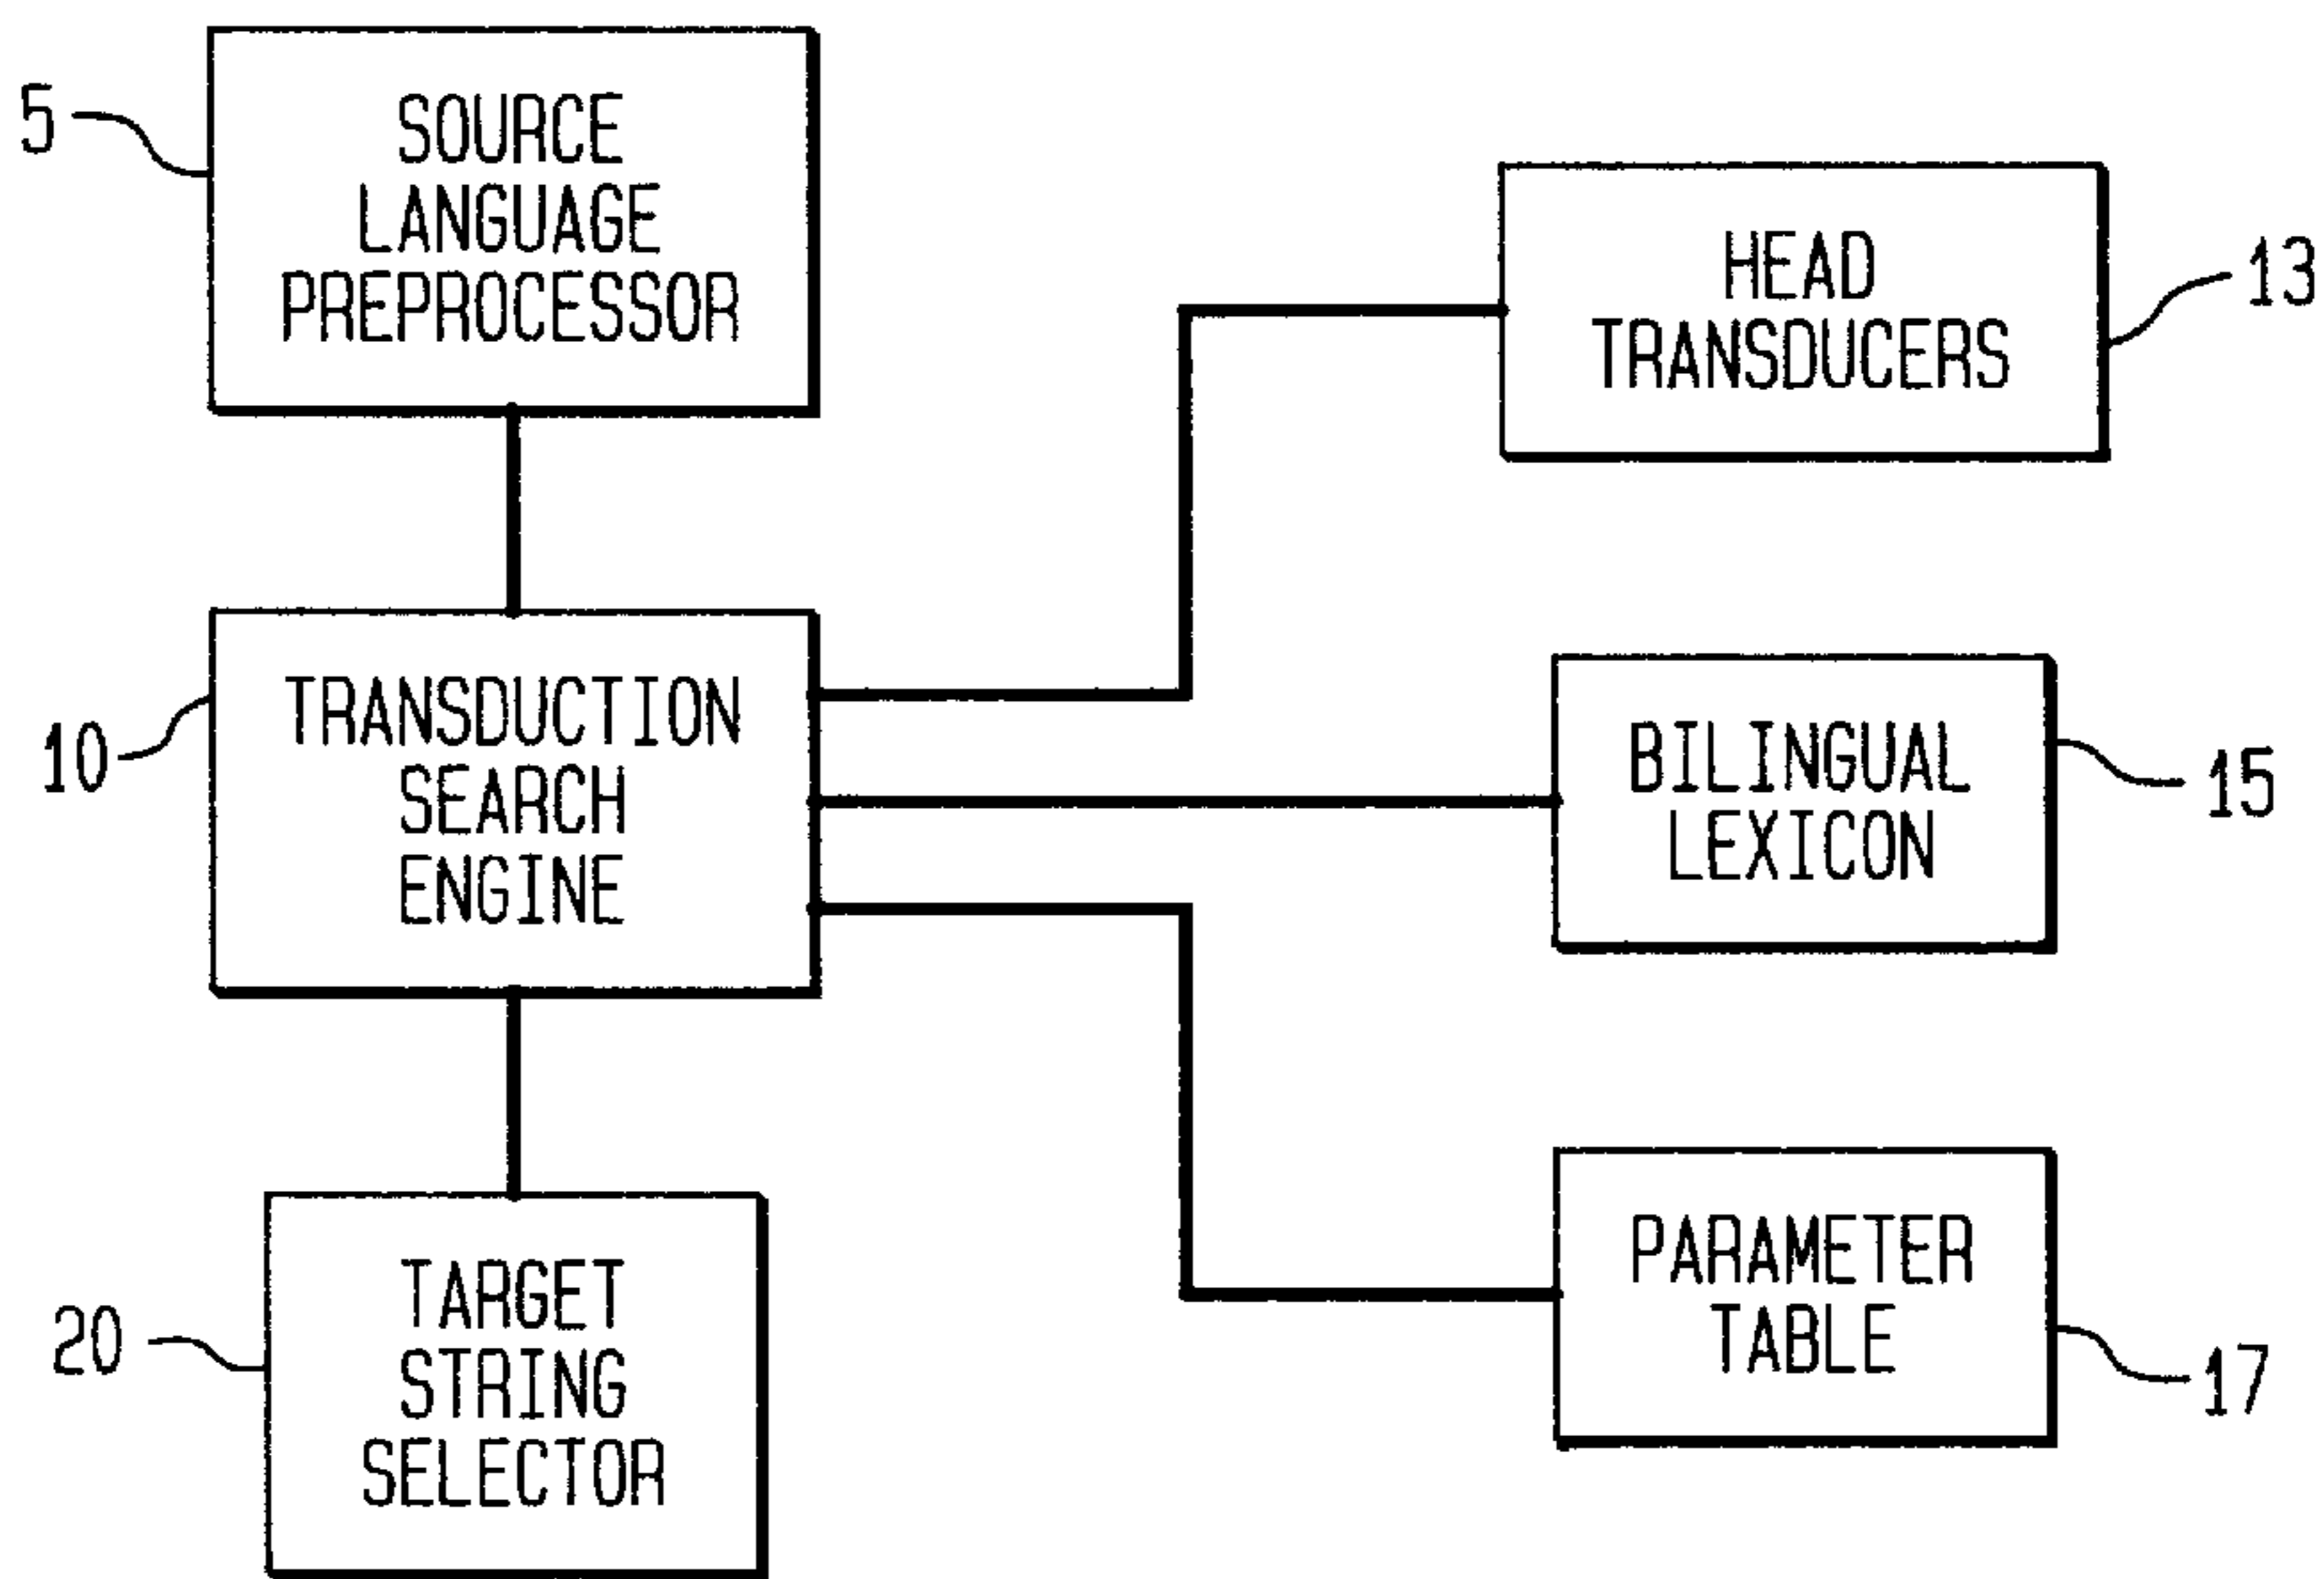 5
SOURCE
LANGUAGE
PREPROCESSOR
HEAD
TRANSDUCERS
13
10
TRANSDUCTION
SEARCH
ENGINE
BILINGUAL
LEXICON
15
20
TARGET
STRING
SELECTOR
PARAMETER
TABLE
17